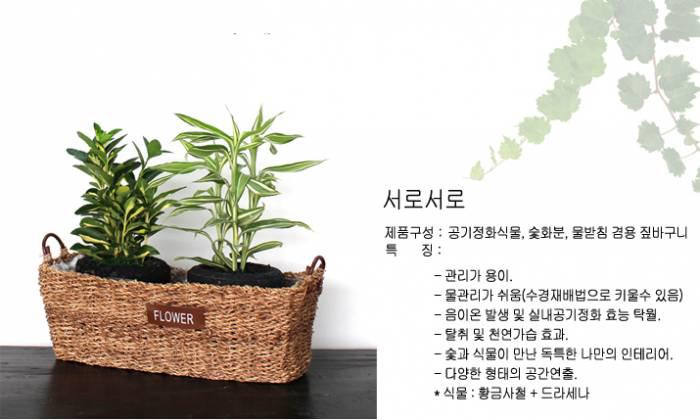 서로서로
제품구성 : 공기정화식물, 숯화분, 물받침 겸용 짚바구니
특 징 :
- 관리가 용이.
- 물관리가 쉬움(수경재배법으로 키울수 있음)
- 음이온 발생 및 실내공기정화 효능 탁월.
- 탈취 및 천연가습 효과.
- 숯과 식물이 만난 독특한 나만의 인테리어.
- 다양한 형태의 공간연출.
* 식물 : 황금사철 + 드라세나
FLOWER